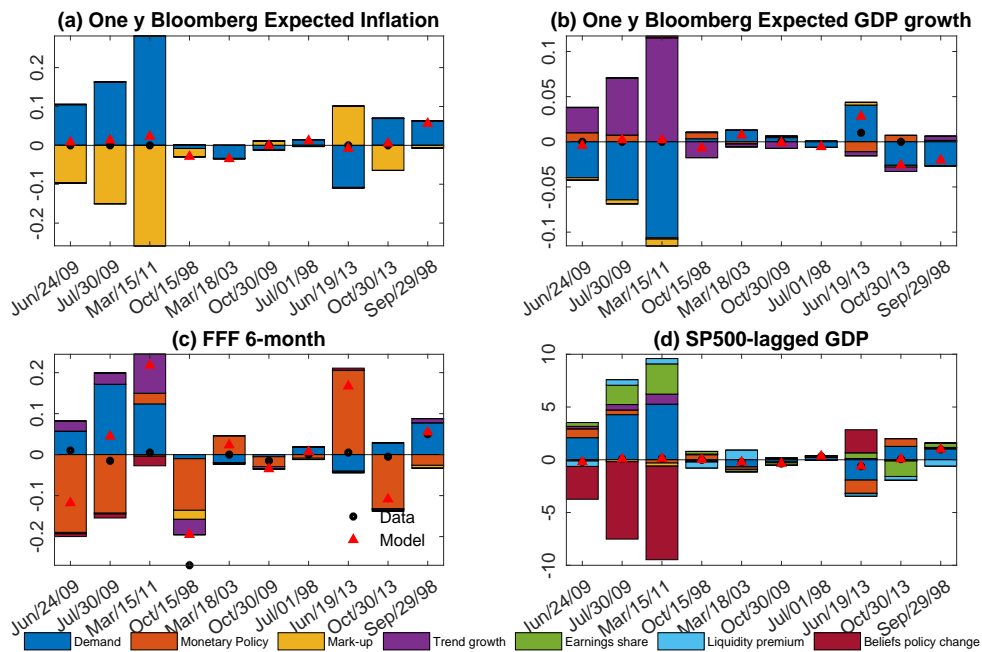 (a) One y Bloomberg Expected Inflation
0.2
0.1
0
-0.1
-0.2
Jun/24/09
Jul/30/09
Mar/15/11
Oct/15/98
Mar/18/03
Oct/30/09
Jul/01/98
Jun/19/13
Oct/30/13
Sep/29/98
(b) One y Bloomberg Expected GDP growth
0.1
0.05
0
-0.05
-0.1
Jun/24/09
Jul/30/09
Mar/15/11
Oct/15/98
Mar/18/03
Oct/30/09
Jul/01/98
Jun/19/13
Oct/30/13
Sep/29/98
(c) FFF 6-month
0.2
0.1
0
-0.1
-0.2
Data
Model
Jun/24/09
Jul/30/09
Mar/15/11
Oct/15/98
Mar/18/03
Oct/30/09
Jul/01/98
Jun/19/13
Oct/30/13
Sep/29/98
(d) SP500-lagged GDP
10
5
0
-5
-10
Jun/24/09
Jul/30/09
Mar/15/11
Oct/15/98
Mar/18/03
Oct/30/09
Jul/01/98
Jun/19/13
Oct/30/13
Sep/29/98
Demand Monetary Policy Mark-up Trend growth Earnings share Liquidity premium Beliefs policy change